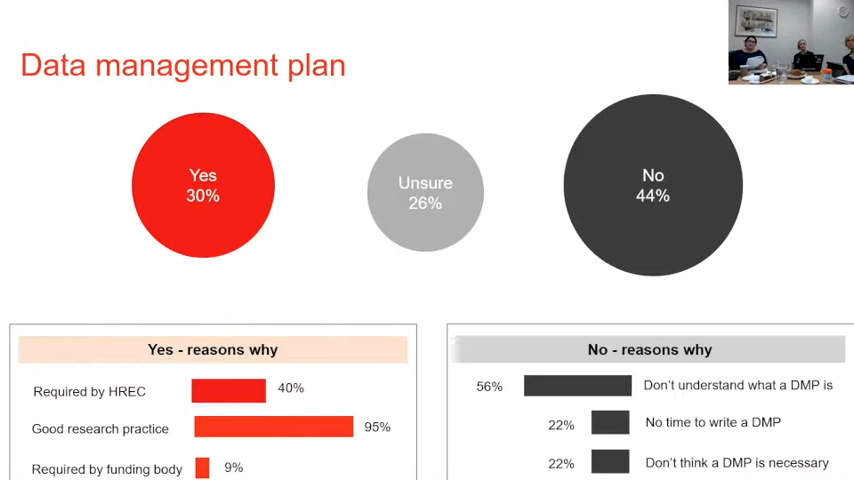 Data management plan
Yes
30%
Unsure
26%
No
44%
Yes - reasons why
Required by HREC 40%
Good research practice 95%
Required by funding body 9%
No - reasons why
56% Don't understand what a DMP is
22% No time to write a DMP
22% Don't think a DMP is necessary